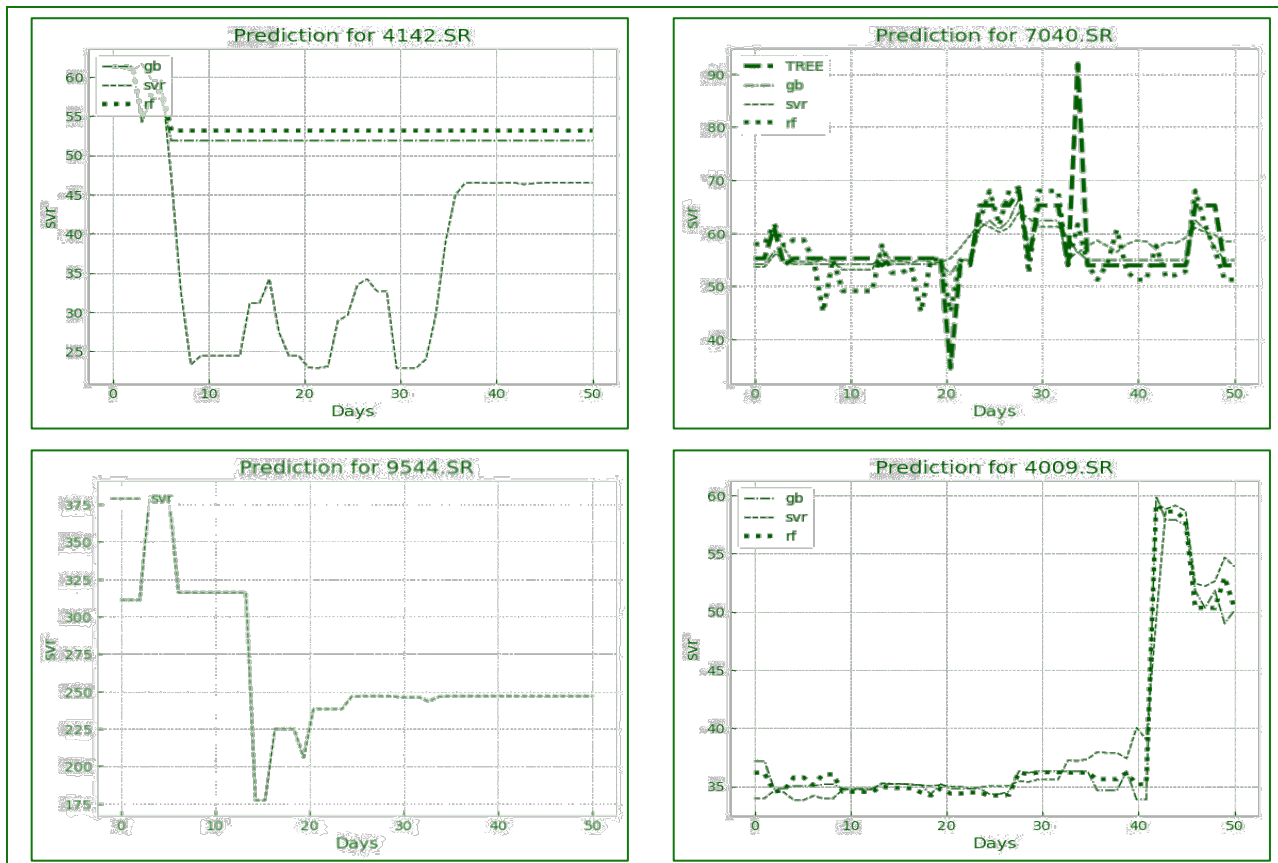 Prediction for 4142.SR
gb
svr
rf
60
55
50
45
40
35
30
25
svr
0 10 20 30 40 50
Days
Prediction for 7040.SR
TREE
gb
svr
rf
90
80
70
60
50
40
svr
0 10 20 30 40 50
Days
Prediction for 9544.SR
svr
375
350
325
300
275
250
225
200
175
svr
0 10 20 30 40 50
Days
Prediction for 4009.SR
gb
svr
rf
60
55
50
45
40
35
svr
0 10 20 30 40 50
Days